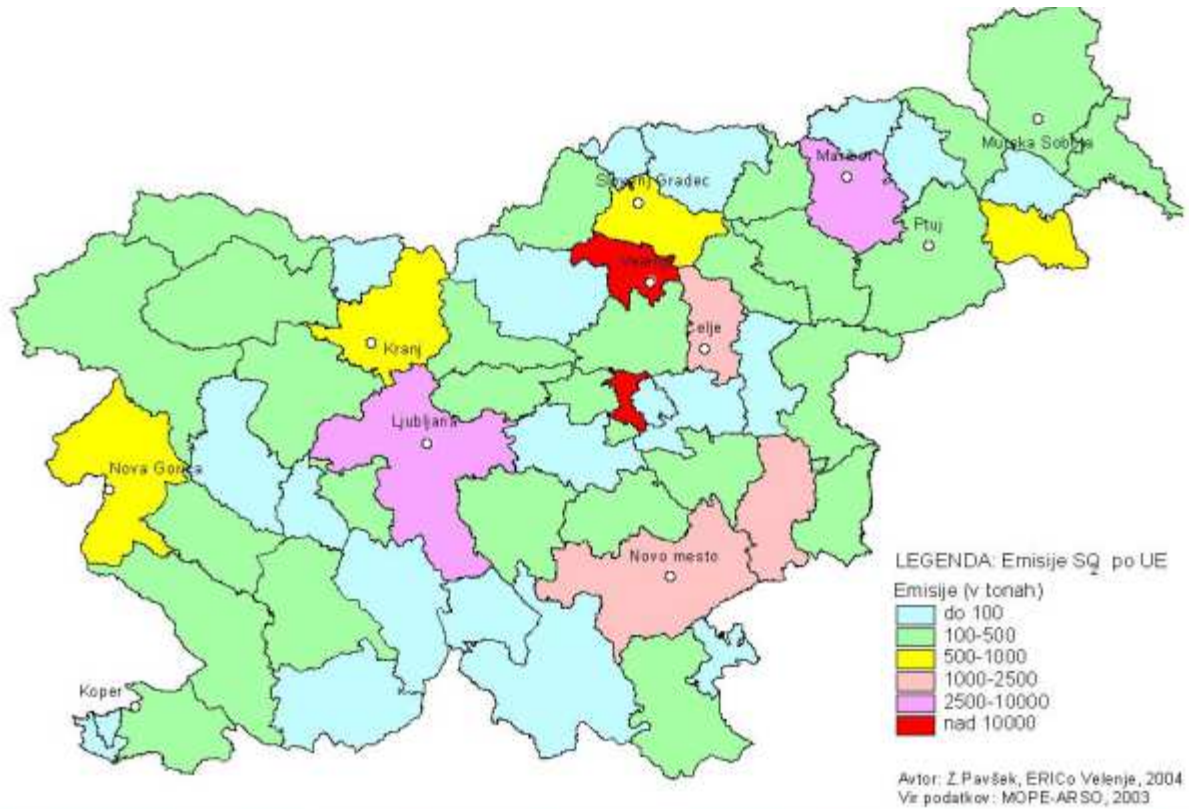 Murska Sobota
Maribor
Slovenj Gradec
Ptuj
Velenje
Celje
Kranj
Ljubljana
Nova Gorica
Novo mesto
Koper
LEGENDA: Emisije SO2 po UE
Emisije (v tonah)
do 100
100-500
500-1000
1000-2500
2500-10000
nad 10000
Avtor: Z.Pavšek, ERICo Velenje, 2004
Vir podatkov: MOPE-ARSO, 2003